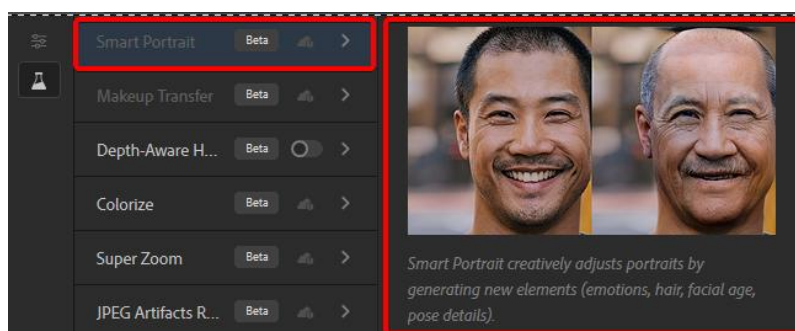 Smart Portrait Beta
Makeup Transfer Beta
Depth-Aware H... Beta
Colorize Beta
Super Zoom Beta
JPEG Artifacts R... Beta
Smart Portrait creatively adjusts portraits by
generating new elements (emotions, hair, facial age,
pose details).